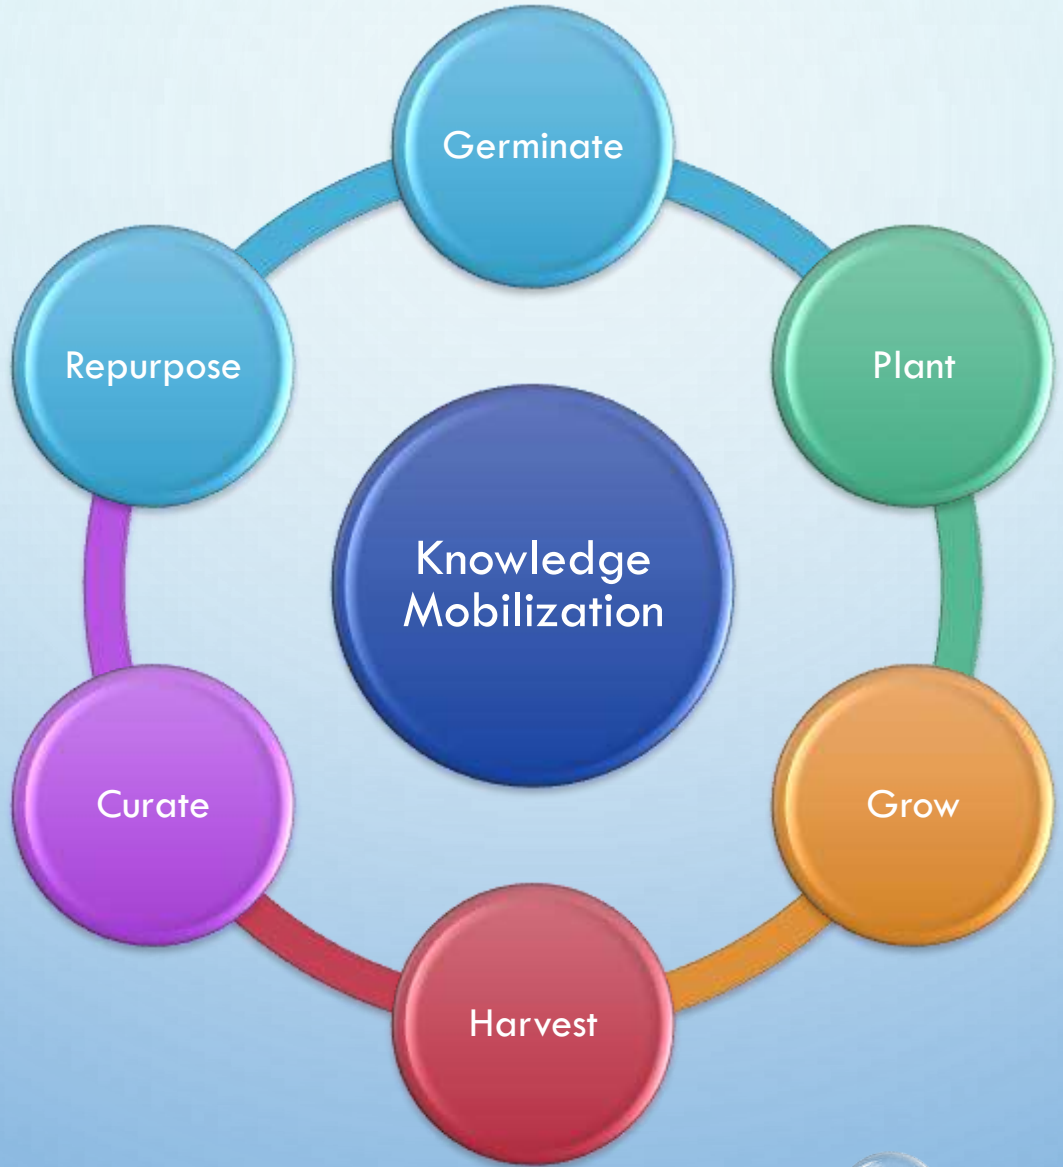 Germinate
Plant
Grow
Harvest
Curate
Repurpose
Knowledge
Mobilization